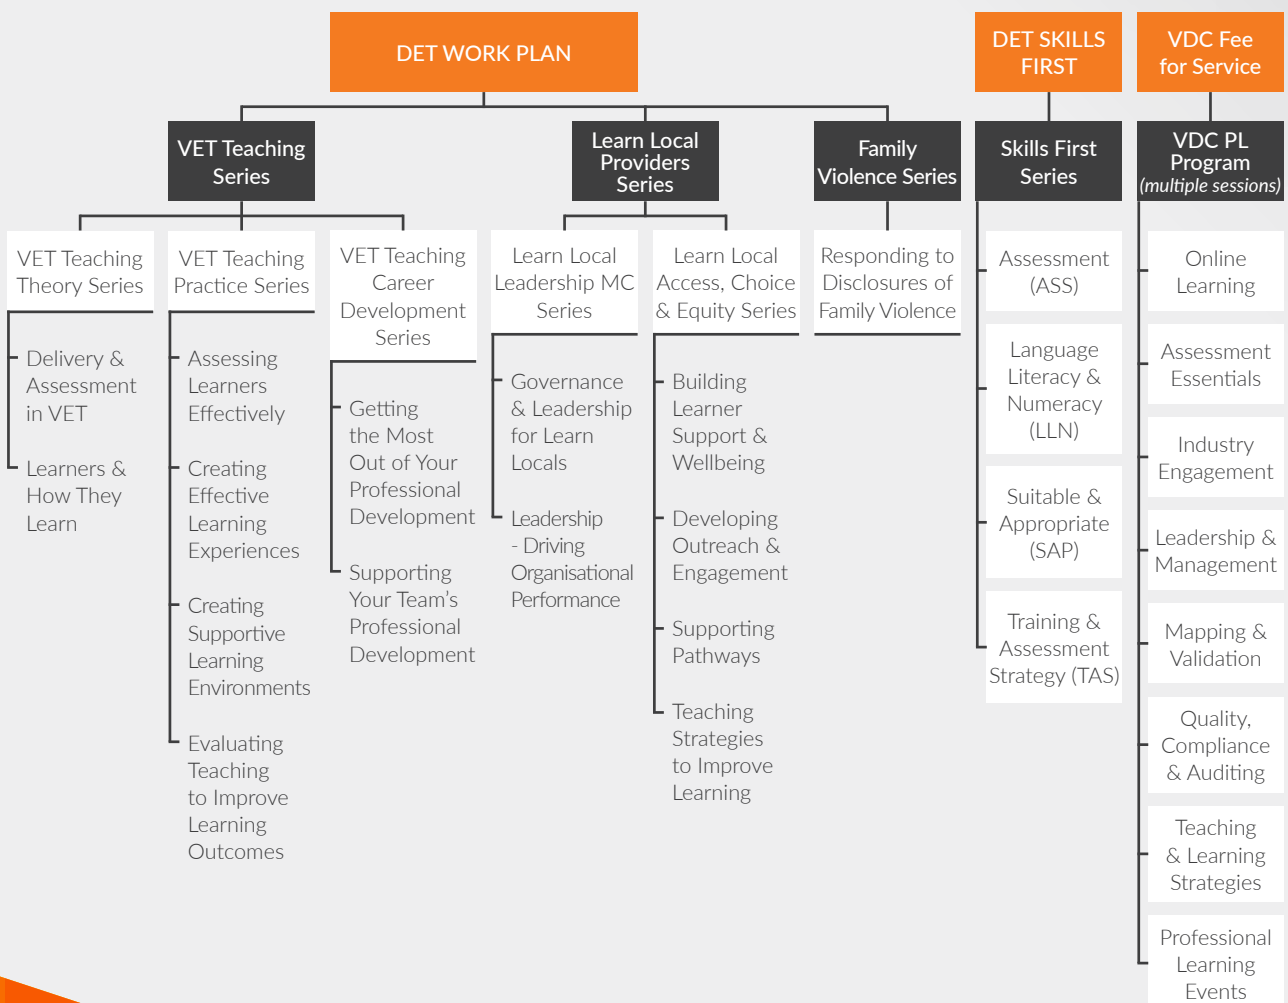 DET WORK PLAN
DET SKILLS
FIRST
VDC Fee
for Service
VET Teaching
Series
Learn Local
Providers
Series
Family
Violence Series
Skills First
Series
VDC PL
Program
(multiple sessions)
VET Teaching
Theory Series
Delivery &
Assessment
in VET
Learners &
How They
Learn
VET Teaching
Practice Series
Assessing
Learners
Effectively
Creating
Effective
Learning
Experiences
Creating
Supportive
Learning
Environments
Evaluating
Teaching
to Improve
Learning
Outcomes
VET Teaching
Career
Development
Series
Getting
the Most
Out of Your
Professional
Development
Supporting
Your Team's
Professional
Development
Learn Local
Leadership MC
Series
Governance
& Leadership
for Learn
Locals
Leadership
- Driving
Organisational
Performance
Learn Local
Access, Choice
& Equity Series
Building
Learner
Support &
Wellbeing
Developing
Outreach &
Engagement
Supporting
Pathways
Teaching
Strategies
to Improve
Learning
Responding to
Disclosures of
Family Violence
Assessment
(ASS)
Language
Literacy &
Numeracy
(LLN)
Suitable &
Appropriate
(SAP)
Training &
Assessment
Strategy (TAS)
Online
Learning
Assessment
Essentials
Industry
Engagement
Leadership &
Management
Mapping &
Validation
Quality,
Compliance
& Auditing
Teaching
& Learning
Strategies
Professional
Learning
Events